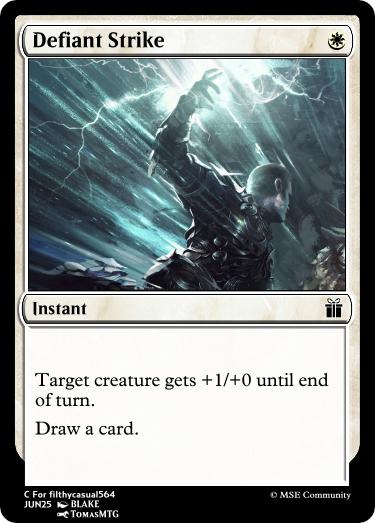 Defiant Strike
Instant
Target creature gets +1/+0 until end
of turn.
Draw a card.
C For filthycasual564
JUN25 BLAKE
TomasMTG
© MSE Community